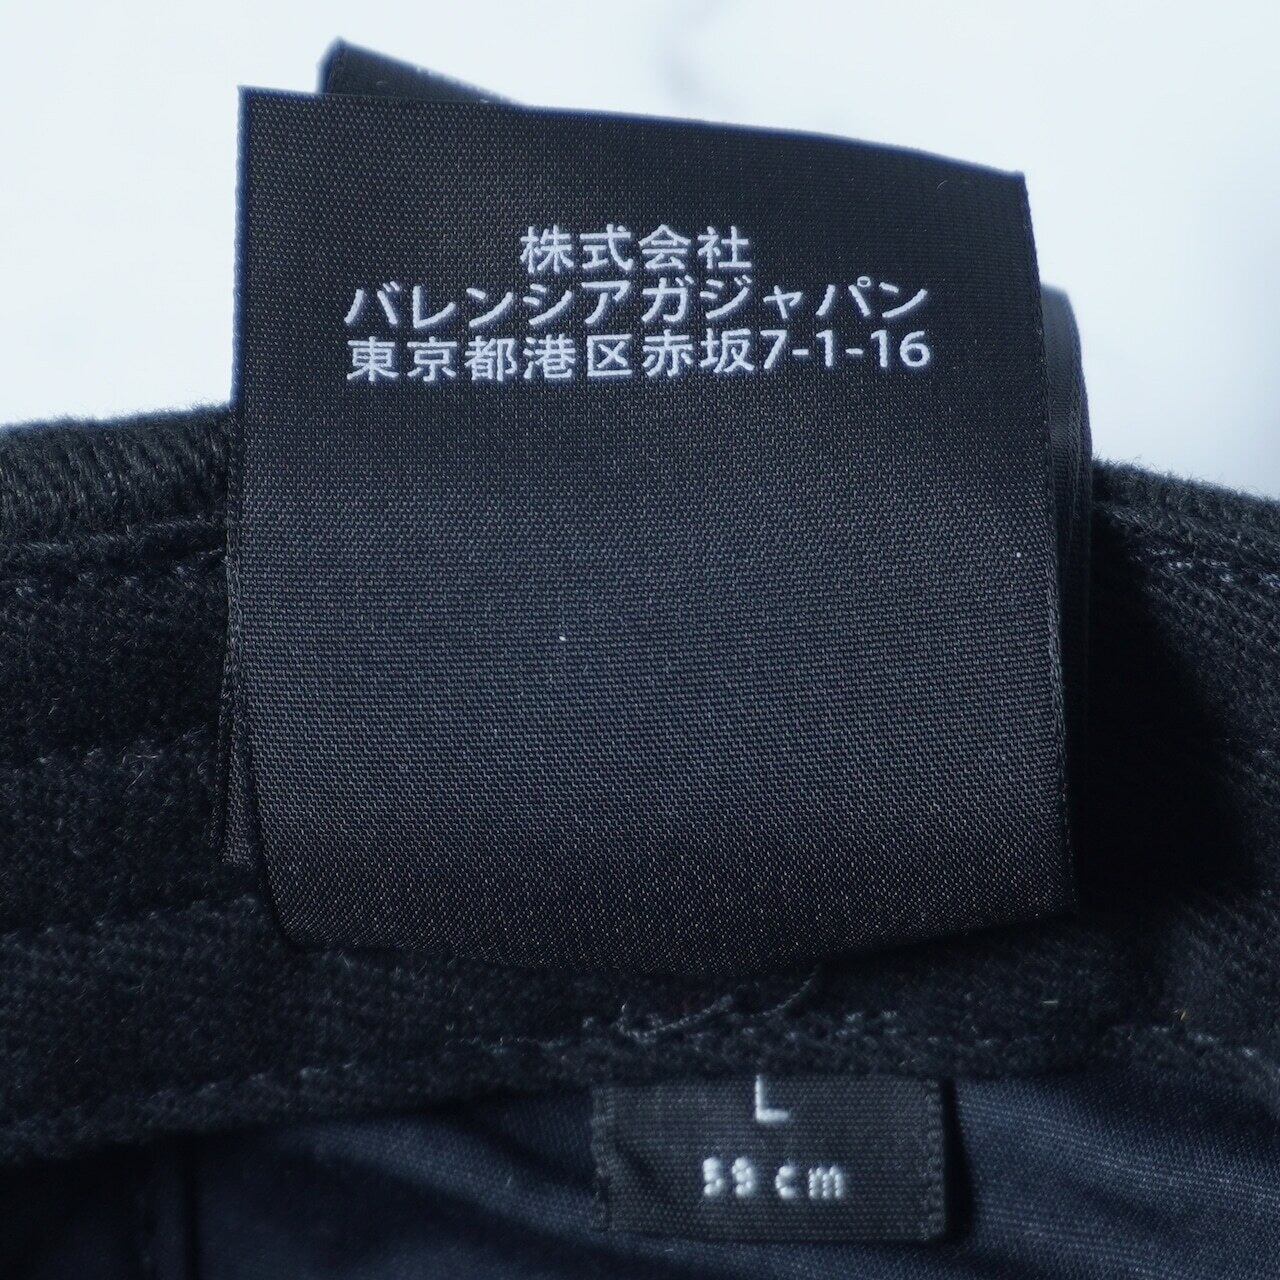 株式会社
バレンシアガジャパン
東京都港区赤坂7-1-16
L
59cm